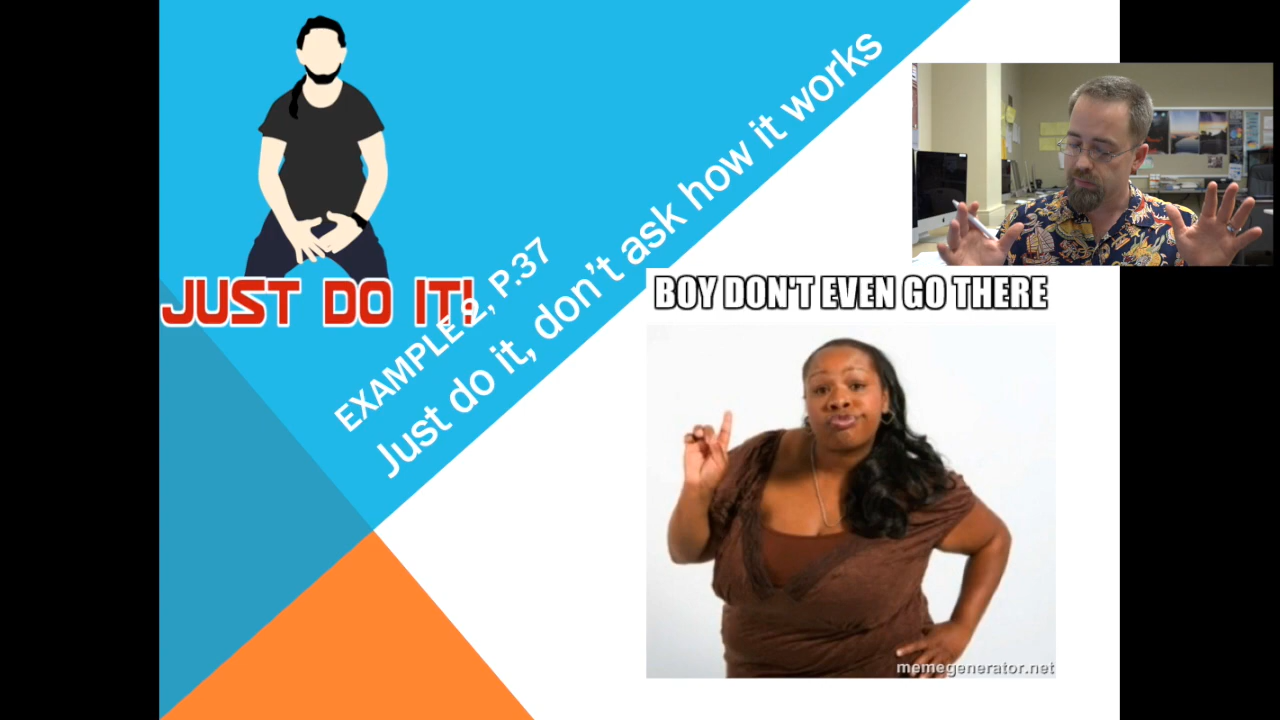 JUST DO IT!
EXAMPLE 2, P.37
Just do it, don't ask how it works
BOY DON'T EVEN GO THERE
memegenerator.net